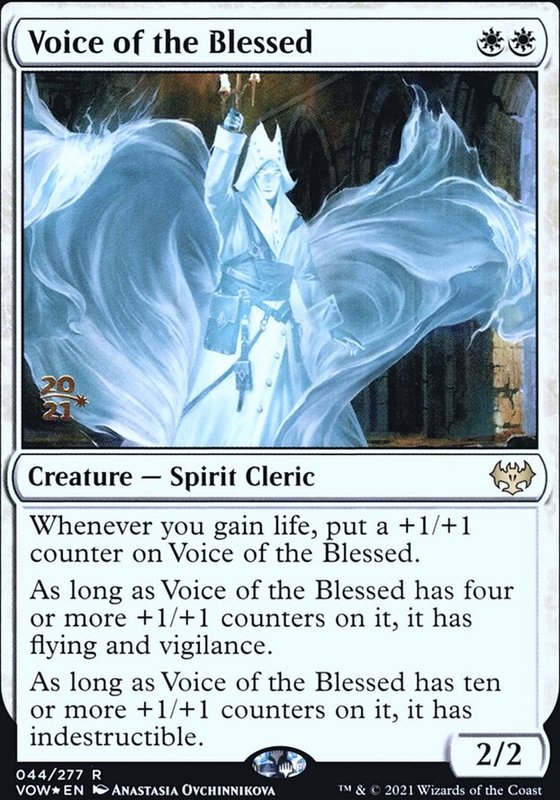 Voice of the Blessed
20
21
Creature — Spirit Cleric
Whenever you gain life, put a +1/+1
counter on Voice of the Blessed.
As long as Voice of the Blessed has four
or more +1/+1 counters on it, it has
flying and vigilance.
As long as Voice of the Blessed has ten
or more +1/+1 counters on it, it has
indestructible.
2/2
044/277 R
VOW★EN Anastasia Ovchinnikova
™ & © 2021 Wizards of the Coast